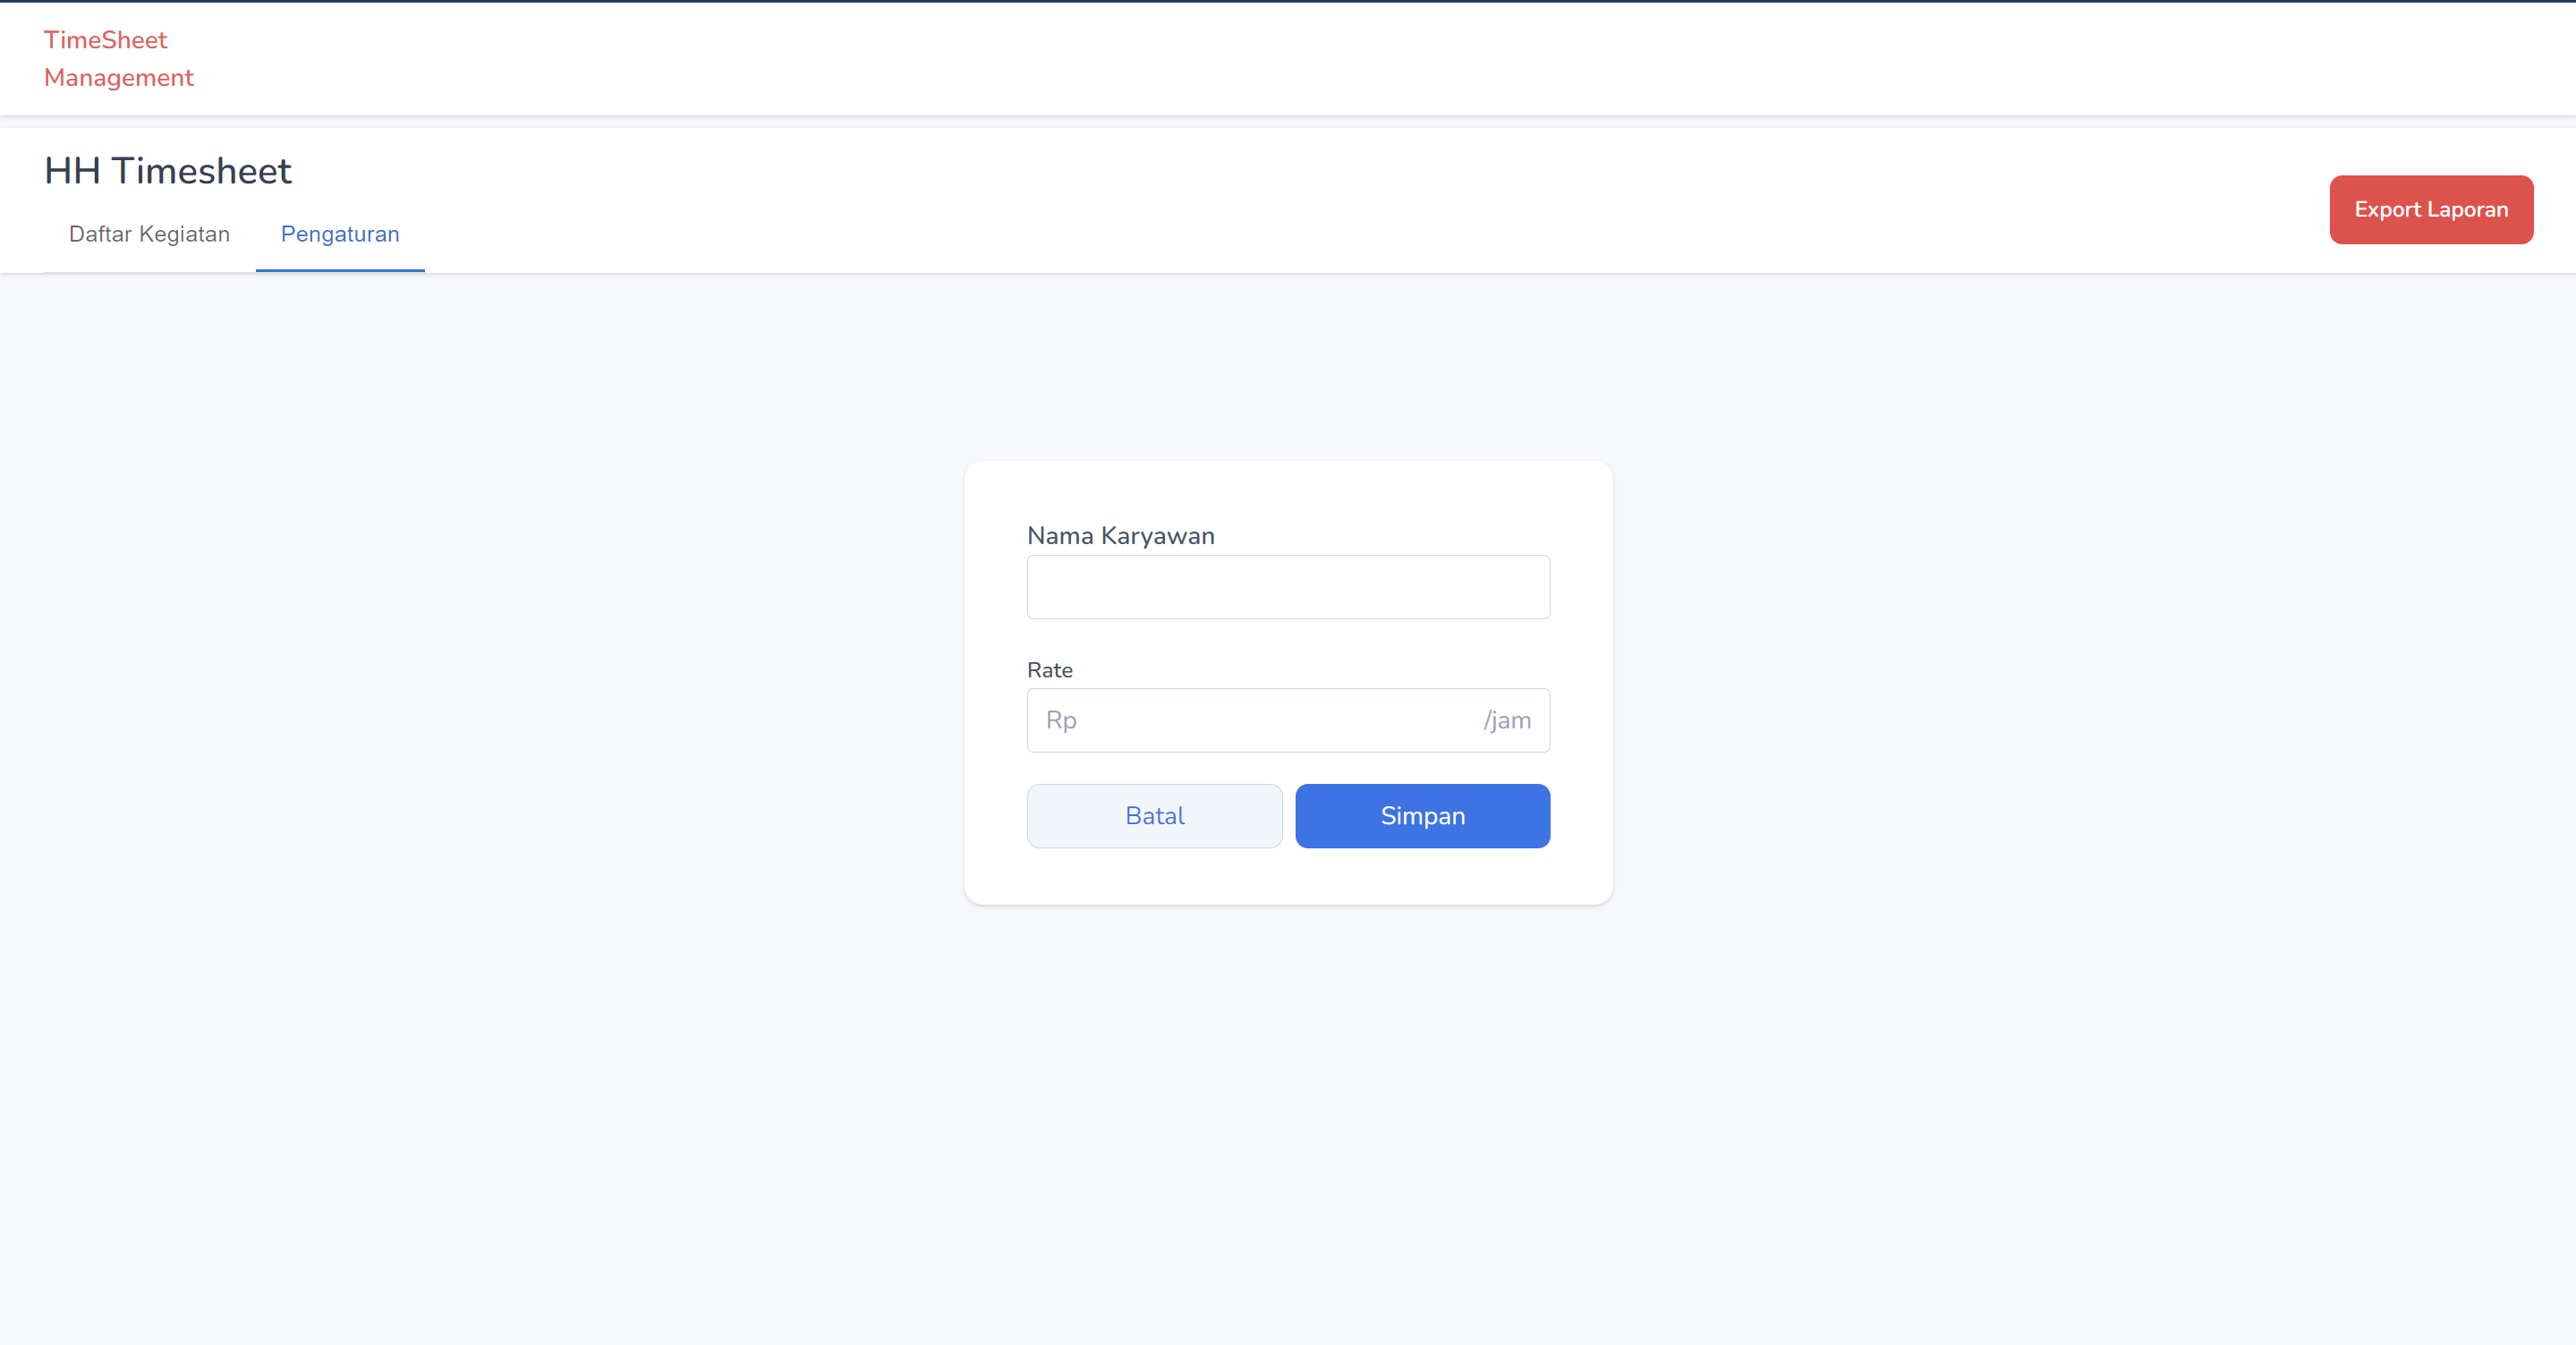 TimeSheet
Management
HH Timesheet
Daftar Kegiatan Pengaturan
Export Laporan
Nama Karyawan
Rate
Rp /jam
Batal Simpan